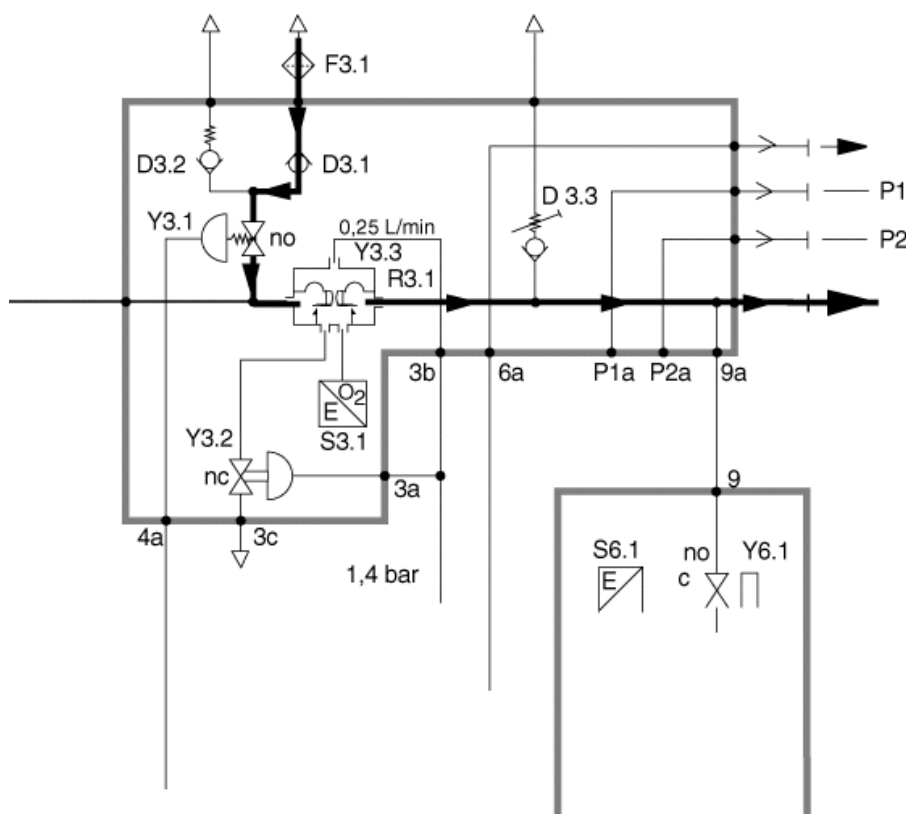 F3.1
D3.2
D3.1
D 3.3
P1
Y3.1
0,25 L/min
no
Y3.3
P2
R3.1
3b
6a
P1a
P2a
9a
O2
E
S3.1
Y3.2
nc
3a
9
4a
3c
1,4 bar
S6.1
no
Y6.1
E
c